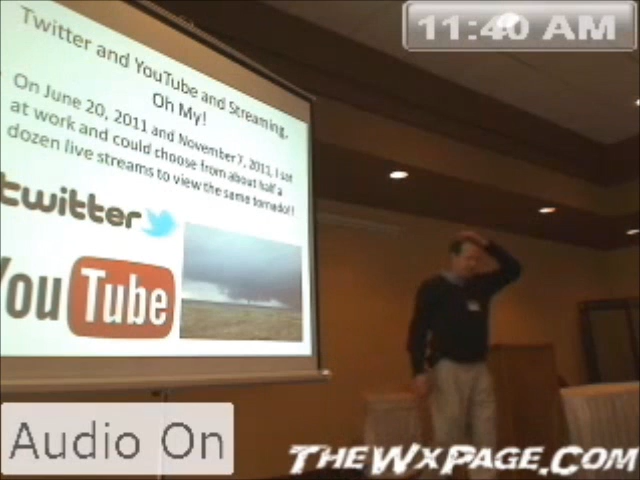 11:40 AM
Twitter and YouTube and Streaming,
Oh My!
On June 20, 2011 and November 7, 2011, I sat
at work and could choose from about half a
dozen live streams to view the same tornado!!
twitter
You Tube
Audio On
TheWxPage.Com